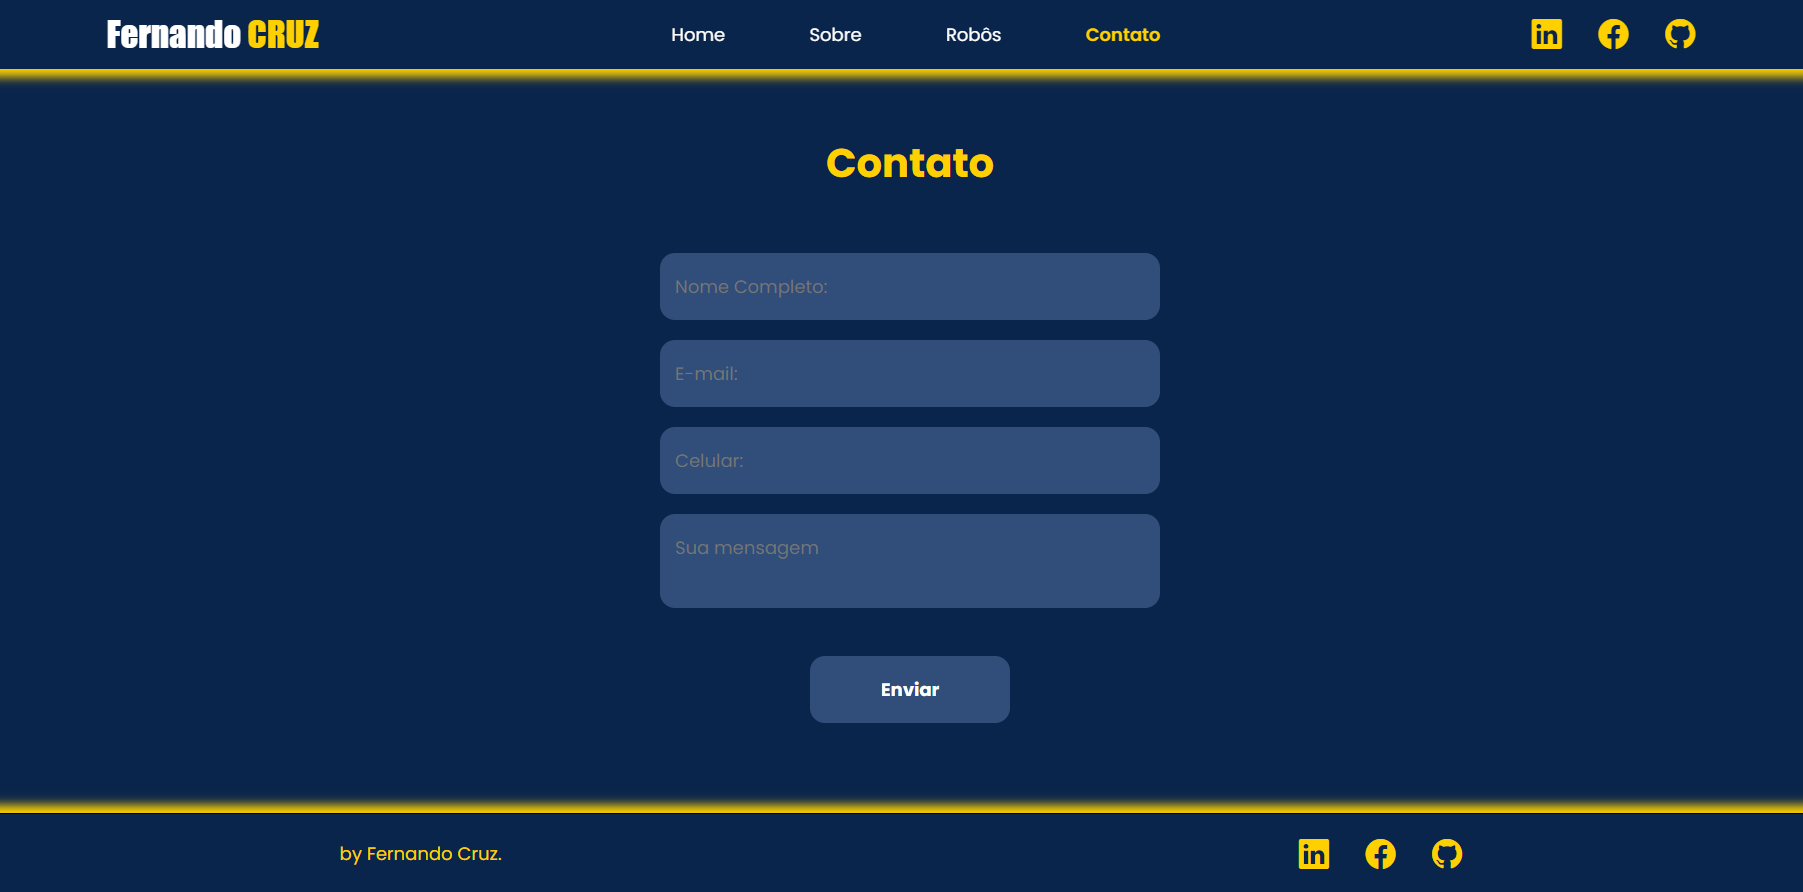 Fernando CRUZ
Home
Sobre
Robôs
Contato
Contato
Nome Completo:
E-mail:
Celular:
Sua mensagem
Enviar
by Fernando Cruz.